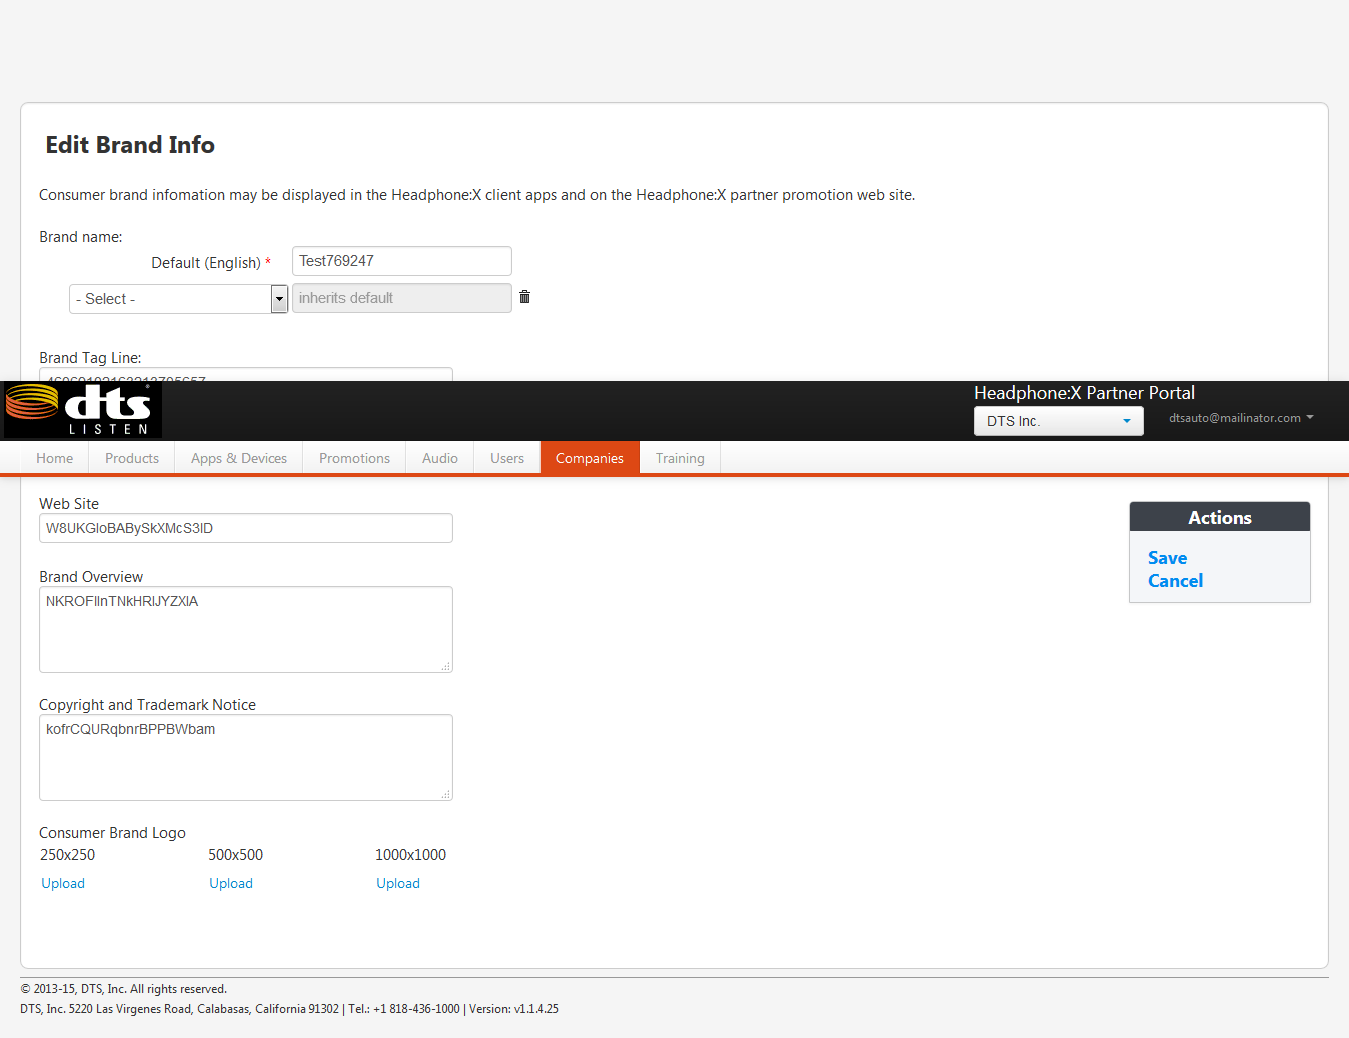 Edit Brand Info
Consumer brand infomation may be displayed in the Headphone:X client apps and on the Headphone:X partner promotion web site.
Brand name:
Default (English) *
Test769247
- Select -
inherits default
Brand Tag Line:
dts
LISTEN
Headphone:X Partner Portal
DTS Inc.
dtsauto@mailinator.com
Home Products Apps & Devices Promotions Audio Users Companies Training
Web Site
Actions
Save
Cancel
Brand Overview
Copyright and Trademark Notice
kofrCQURqbnrBPPBWbam
Consumer Brand Logo
250x250 500x500 1000x1000
Upload Upload Upload
© 2013-15, DTS, Inc. All rights reserved.
DTS, Inc. 5220 Las Virgenes Road, Calabasas, California 91302 | Tel.: +1 818-436-1000 | Version: v1.1.4.25